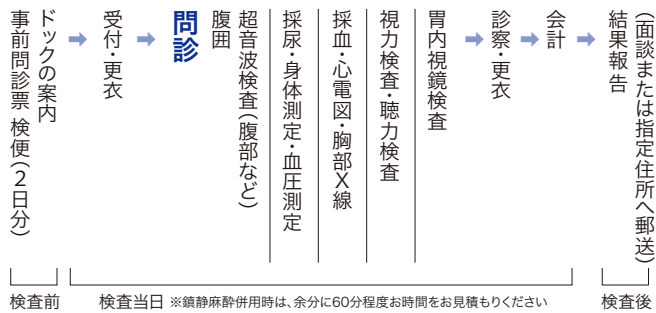 ドックの案内
事前問診票 検便(2日分)
➡
受付・更衣
➡
問診
超音波検査(腹部など)
腹囲
採尿・身体測定・血圧測定
採血・心電図・胸部X線
視力検査・聴力検査
胃内視鏡検査
➡
診察・更衣
➡
会計
➡
(面談または指定住所へ郵送)
結果報告
検査前
検査当日 ※鎮静麻酔併用時は、余分に60分程度お時間をお見積もりください
検査後